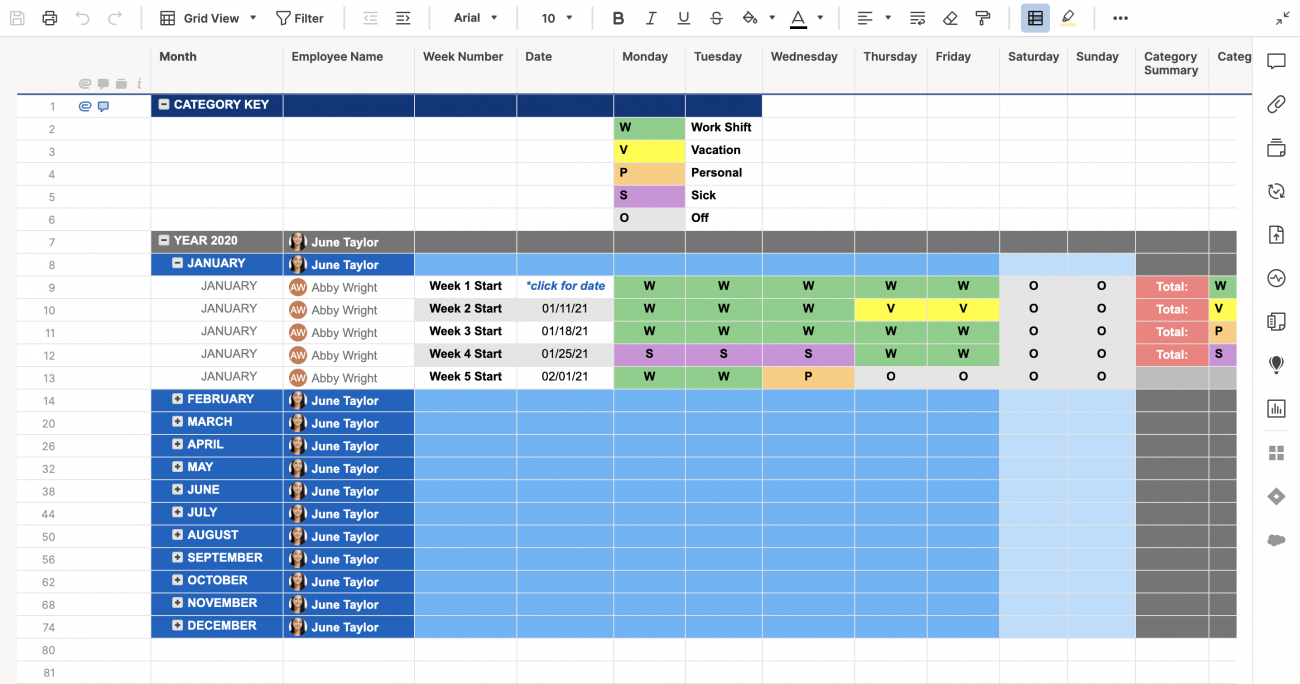 Grid View Filter Arial 10 B I U S A
Month Employee Name Week Number Date Monday Tuesday Wednesday Thursday Friday Saturday Sunday Category Summary Categ
i
1 CATEGORY KEY
2 W Work Shift
3 V Vacation
4 P Personal
5 S Sick
6 O Off
7 YEAR 2020 June Taylor
8 JANUARY June Taylor
9 JANUARY AW Abby Wright Week 1 Start *click for date W W W W W O O Total: W
10 JANUARY AW Abby Wright Week 2 Start 01/11/21 W W W V V O O Total: V
11 JANUARY AW Abby Wright Week 3 Start 01/18/21 W W W W W O O Total: P
12 JANUARY AW Abby Wright Week 4 Start 01/25/21 S S S W W O O Total: S
13 JANUARY AW Abby Wright Week 5 Start 02/01/21 W W P O O O O
14 FEBRUARY June Taylor
20 MARCH June Taylor
26 APRIL June Taylor
32 MAY June Taylor
38 JUNE June Taylor
44 JULY June Taylor
50 AUGUST June Taylor
56 SEPTEMBER June Taylor
62 OCTOBER June Taylor
68 NOVEMBER June Taylor
74 DECEMBER June Taylor
80
81